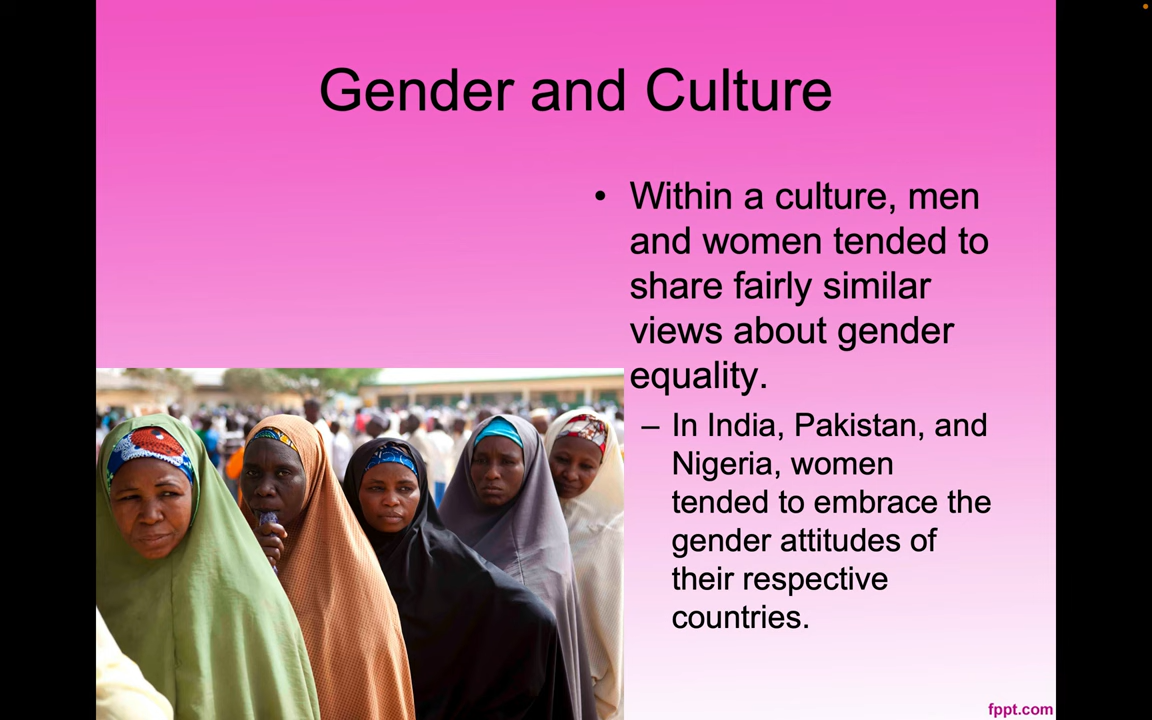 Gender and Culture
• Within a culture, men
and women tended to
share fairly similar
views about gender
equality.
– In India, Pakistan, and
Nigeria, women
tended to embrace the
gender attitudes of
their respective
countries.
fppt.com